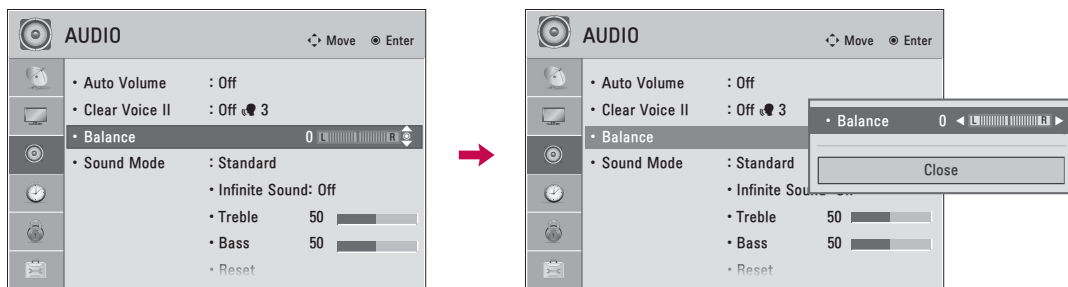 AUDIO
Move Enter
• Auto Volume : Off
• Clear Voice II : Off 3
• Balance 0 L R
• Sound Mode : Standard
• Infinite Sound: Off
• Treble 50
• Bass 50
• Reset
AUDIO
Move Enter
• Auto Volume : Off
• Clear Voice II : Off 3
• Balance
• Sound Mode : Standard
• Infinite Sou
• Treble 50
• Bass 50
• Reset
• Balance 0 L R
Close